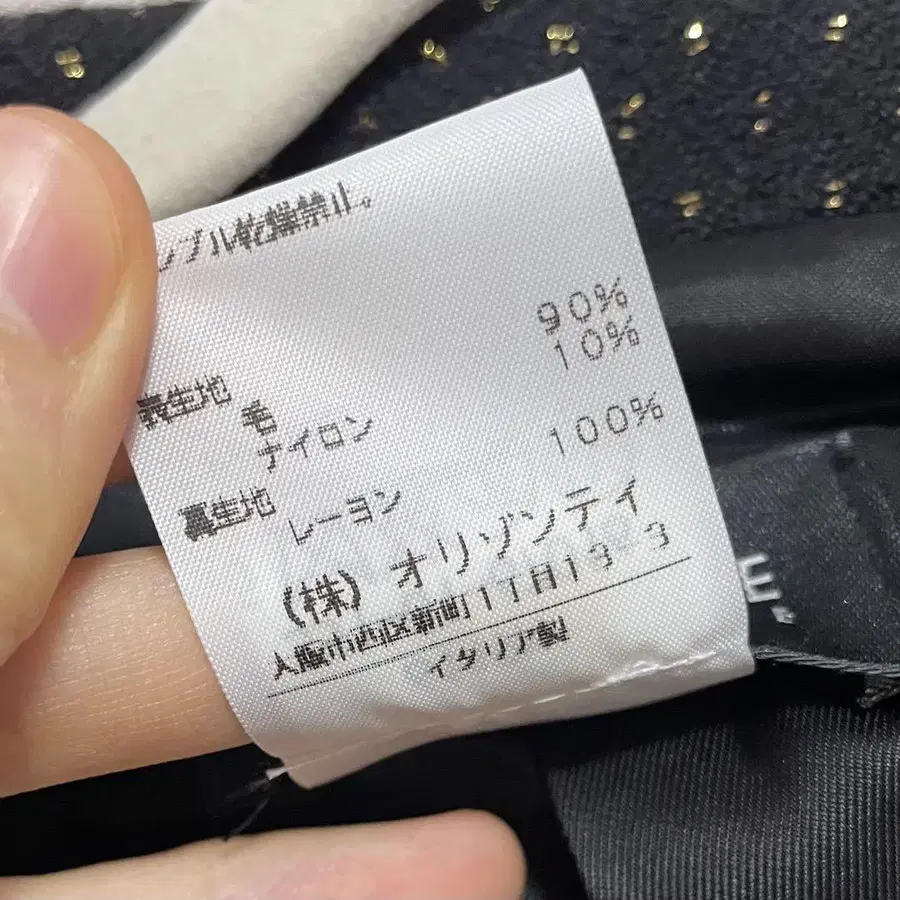 ンブル乾燥禁止。
表生地
毛 90%
ナイロン 10%
裏生地
レーヨン 100%
(株) オリゾンティ
大阪市西区新町1丁目13-3
イタリア製
E